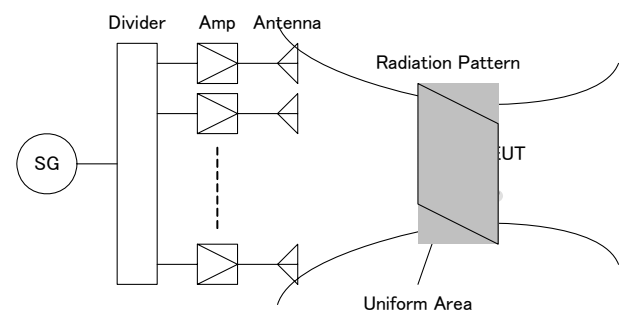 Divider Amp Antenna
Radiation Pattern
SG
EUT
Uniform Area